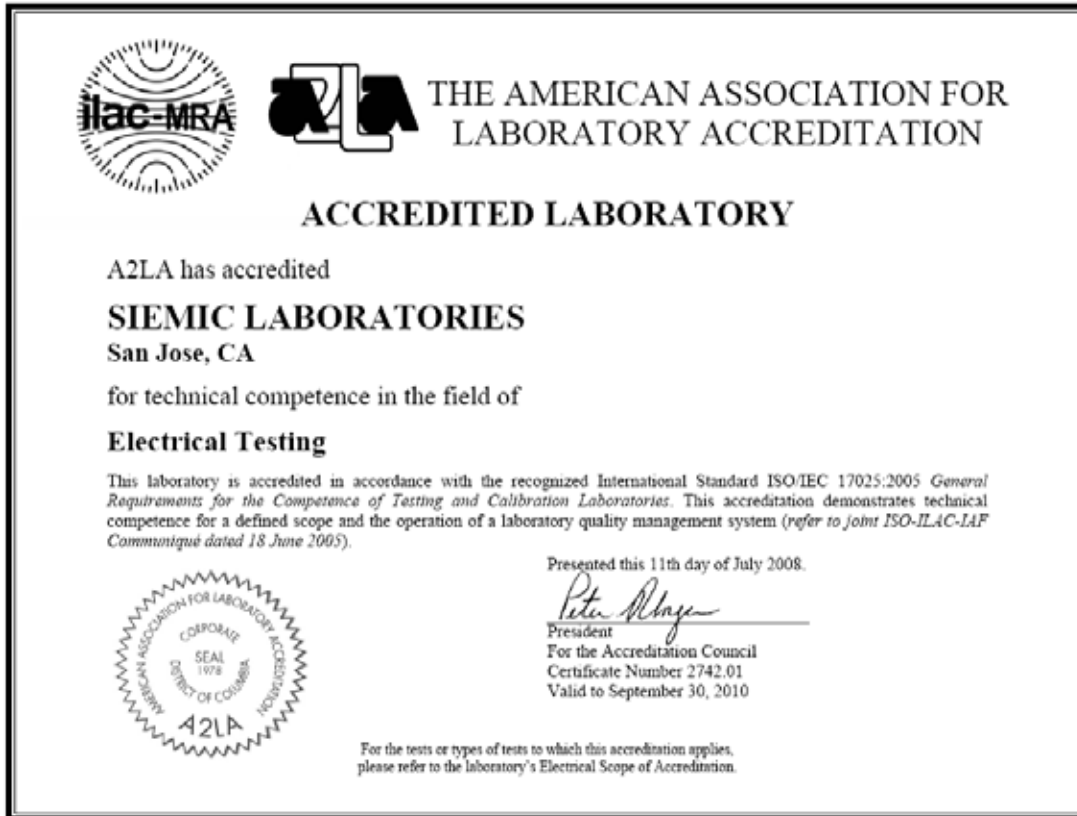 ilac-MRA
A2LA
THE AMERICAN ASSOCIATION FOR
LABORATORY ACCREDITATION
ACCREDITED LABORATORY
A2LA has accredited
SIEMIC LABORATORIES
San Jose, CA
for technical competence in the field of
Electrical Testing
This laboratory is accredited in accordance with the recognized International Standard ISO/IEC 17025:2005 General
Requirements for the Competence of Testing and Calibration Laboratories. This accreditation demonstrates technical
competence for a defined scope and the operation of a laboratory quality management system (refer to joint ISO-ILAC-IAF
Communiqué dated 18 June 2005).
Presented this 11th day of July 2008.
Peter
President
For the Accreditation Council
Certificate Number 2742.01
Valid to September 30, 2010
AMERICAN ASSOCIATION FOR LABORATORY ACCREDITATION
CORPORATE
SEAL
1978
DISTRICT OF COLUMBIA
A2LA
For the tests or types of tests to which this accreditation applies,
please refer to the laboratory's Electrical Scope of Accreditation.